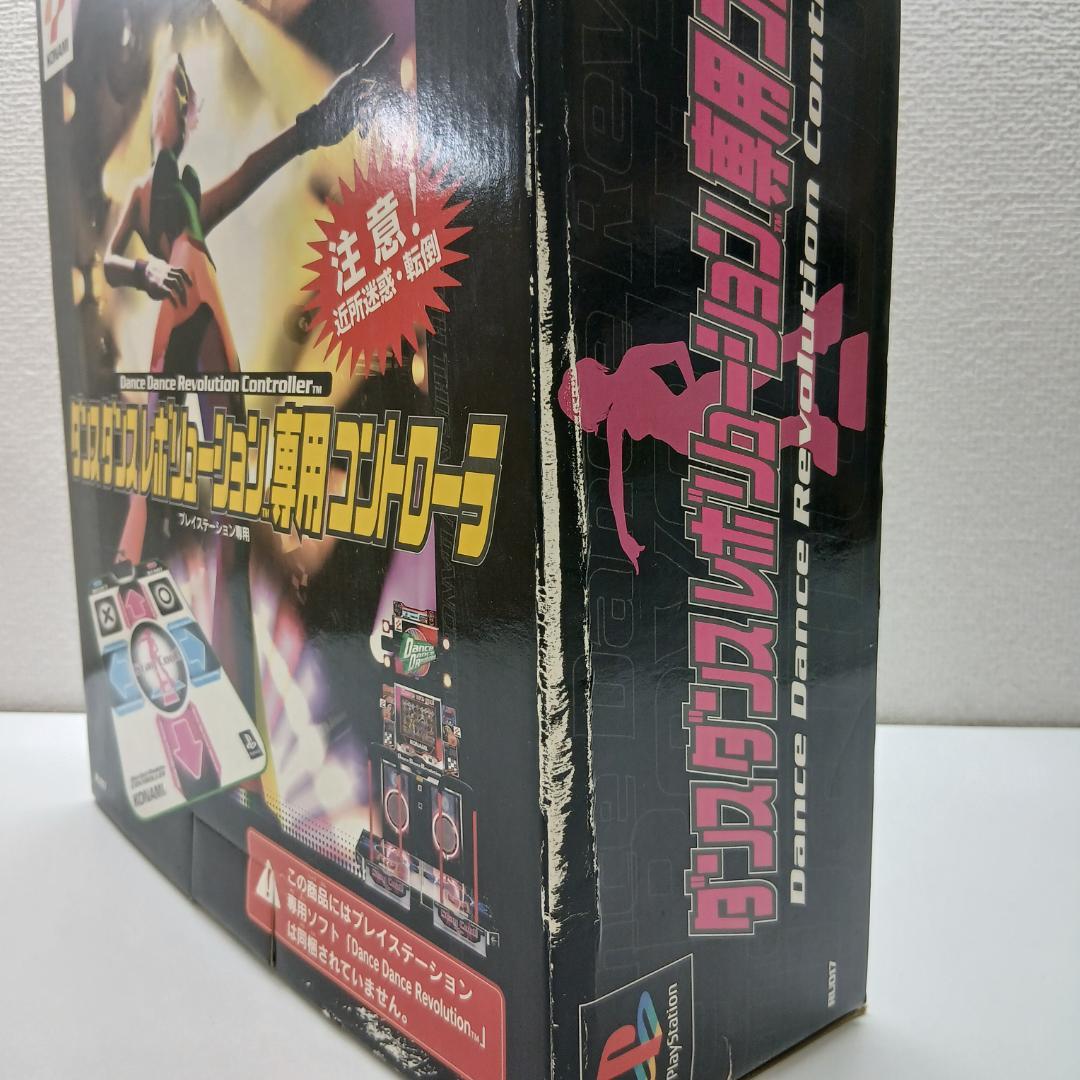 KONAMI
注意!
近所迷惑・転倒
Dance Dance Revolution Controller™
ダンスダンスレボリューション™専用コントローラ
プレイステーション専用
KONAMI
この商品にはプレイステーション
専用ソフト「Dance Dance Revolution™」
は同梱されていません。
ダンスダンスレボリューション™専用コ
Dance Dance Revolution Cont
PlayStation
RU017